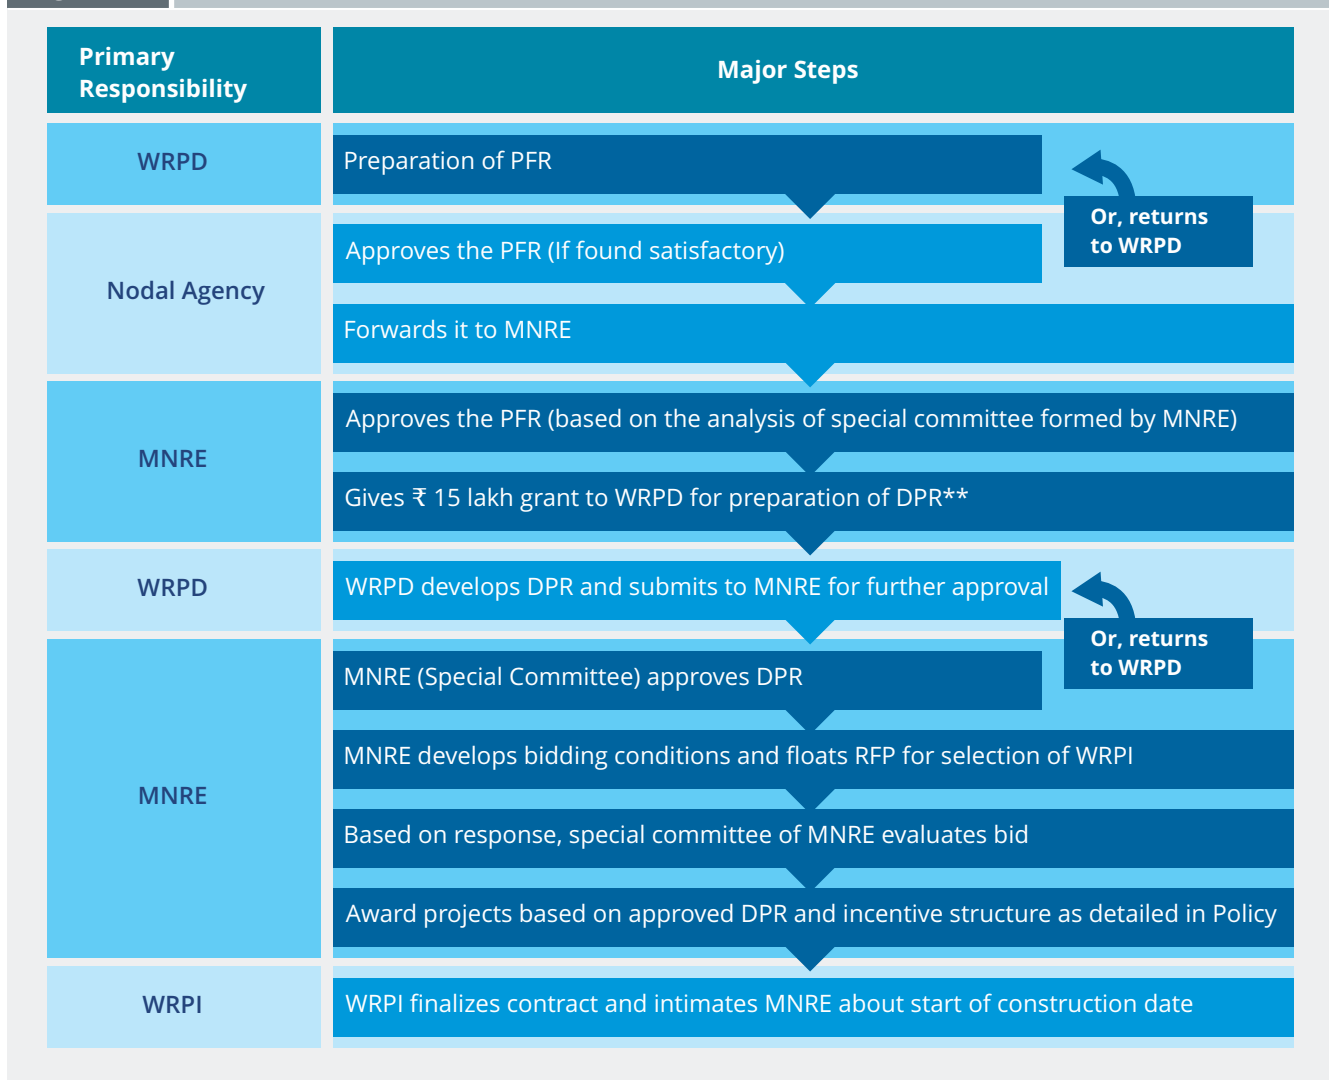 Primary
Responsibility
Major Steps
WRPD
Preparation of PFR
Or, returns
to WRPD
Nodal Agency
Approves the PFR (If found satisfactory)
Forwards it to MNRE
MNRE
Approves the PFR (based on the analysis of special committee formed by MNRE)
Gives ₹ 15 lakh grant to WRPD for preparation of DPR**
WRPD
WRPD develops DPR and submits to MNRE for further approval
Or, returns
to WRPD
MNRE
MNRE (Special Committee) approves DPR
MNRE develops bidding conditions and floats RFP for selection of WRPI
Based on response, special committee of MNRE evaluates bid
Award projects based on approved DPR and incentive structure as detailed in Policy
WRPI
WRPI finalizes contract and intimates MNRE about start of construction date